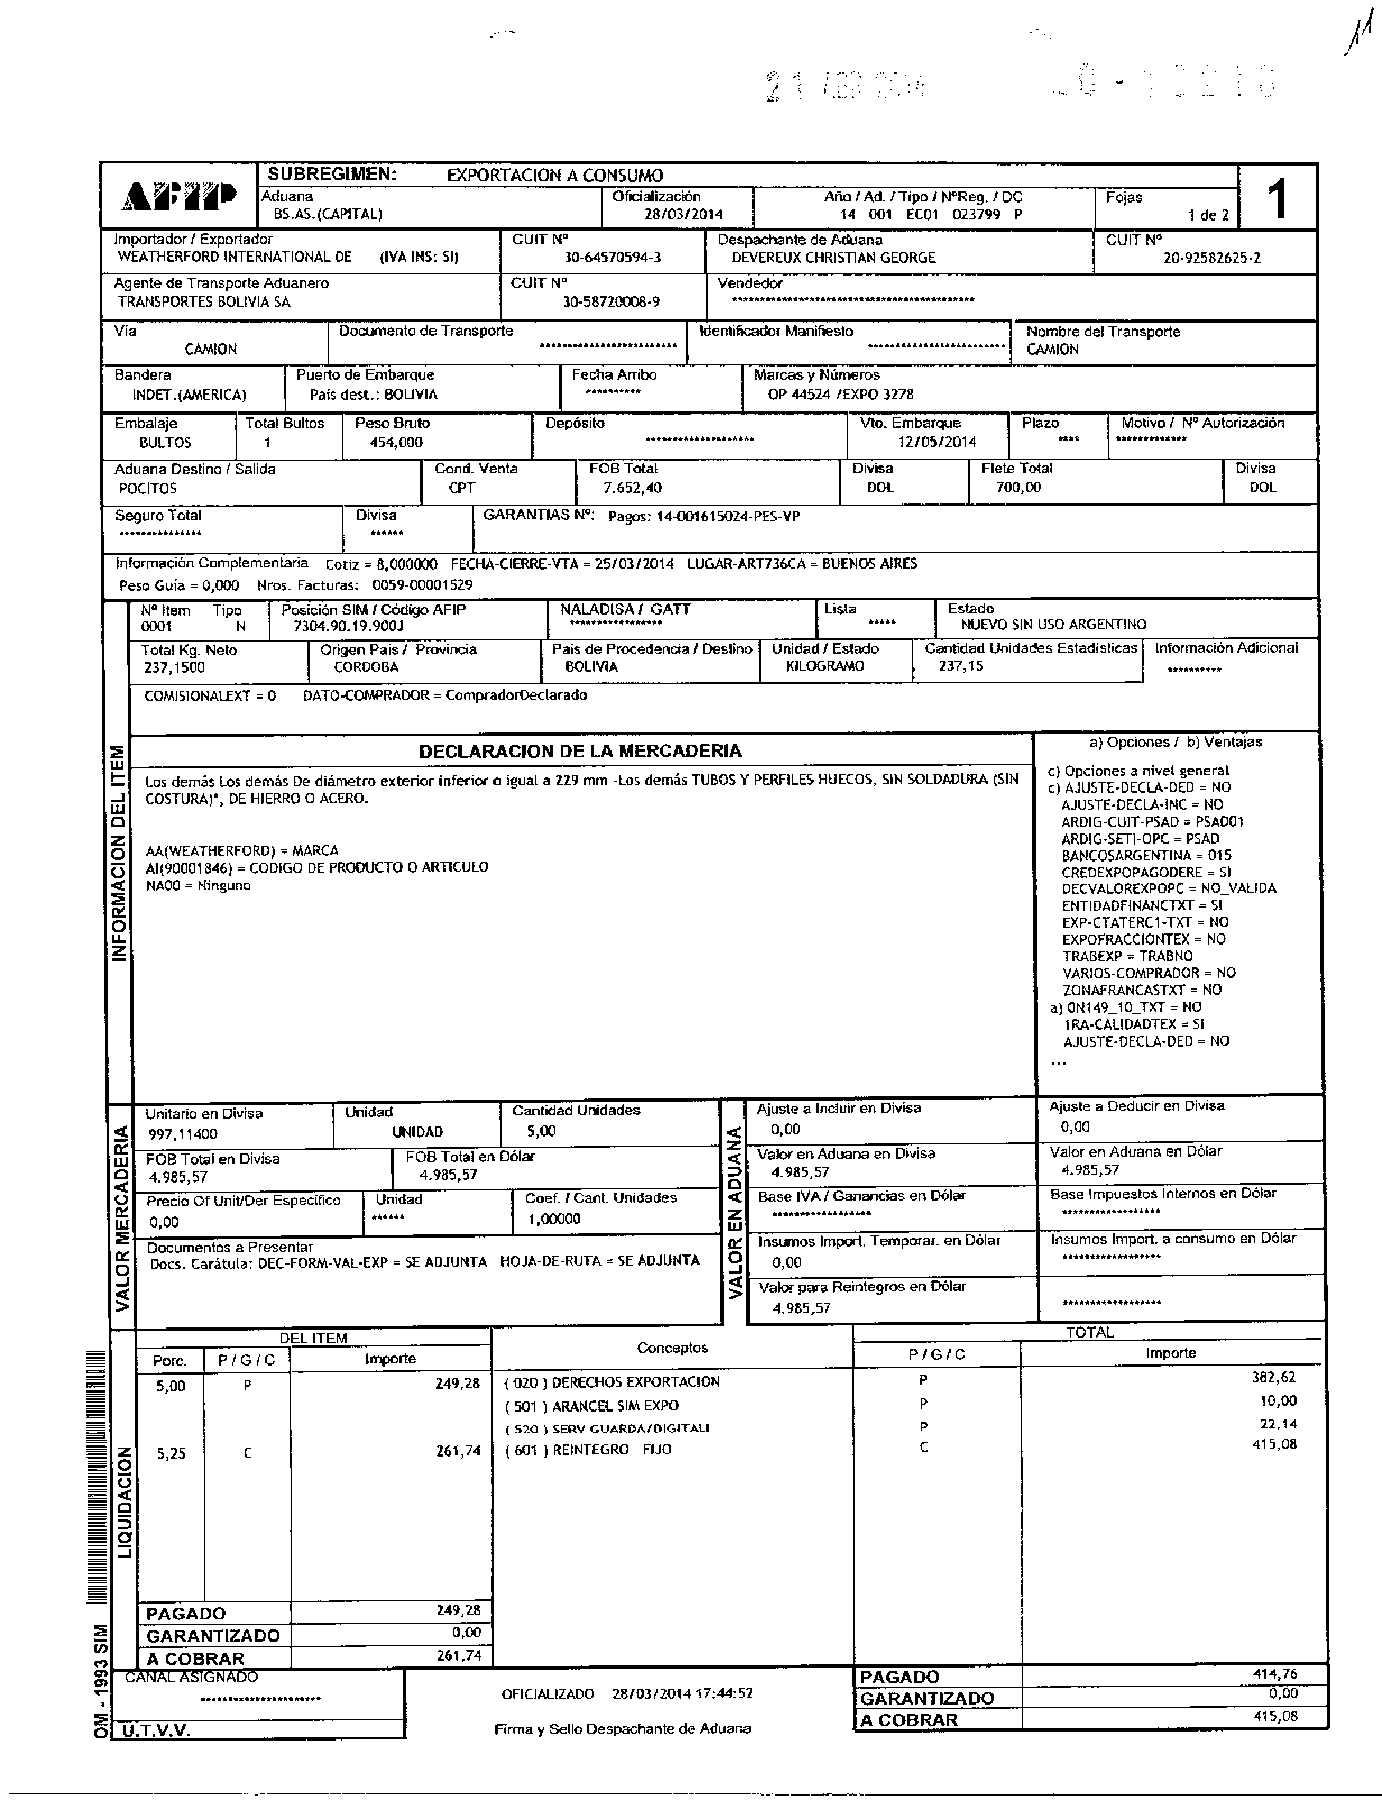 AFIP
SUBREGIMEN: EXPORTACION A CONSUMO
1
Aduana Oficialización Año / Ad. / Tipo / NºReg. / DC Fojas
BS.AS.(CAPITAL) 28/03/2014 14 001 EC01 023799 P 1 de 2
Importador / Exportador CUIT Nº Despachante de Aduana CUIT Nº
WEATHERFORD INTERNATIONAL DE (IVA INS: SI) 30-64570594-3 DEVEREUX CHRISTIAN GEORGE 20-92582625-2
Agente de Transporte Aduanero CUIT Nº Vendedor
TRANSPORTES BOLIVIA SA 30-58720008-9
Vía Documento de Transporte Identificador Manifiesto Nombre del Transporte
CAMION CAMION
Bandera Puerto de Embarque Fecha Arribo Marcas y Números
INDET.(AMERICA) País dest.: BOLIVIA ********** OP 44524 /EXPO 3278
Embalaje Total Bultos Peso Bruto Depósito Vto. Embarque Plazo Motivo / Nº Autorización
BULTOS 1 454,000 12/05/2014 ****
Aduana Destino / Salida Cond. Venta FOB Total Divisa Flete Total Divisa
POCITOS CPT 7.652,40 DOL 700,00 DOL
Seguro Total Divisa GARANTIAS Nº: Pagos: 14-001615024-PES-VP
******
Información Complementaria Cotiz = 8,000000 FECHA-CIERRE-VTA = 25/03/2014 LUGAR-ART736CA = BUENOS AIRES
Peso Guia = 0,000 Nros. Facturas: 0059-00001529
Nº Item Tipo Posición SIM / Código AFIP NALADISA / GATT Lista Estado
0001 N 7304.90.19.900J ***** NUEVO SIN USO ARGENTINO
Total Kg. Neto Origen Pais / Provincia Pais de Procedencia / Destino Unidad / Estado Cantidad Unidades Estadísticas Información Adicional
237,1500 CORDOBA BOLIVIA KILOGRAMO 237,15 **********
COMISIONALEXT = 0 DATO-COMPRADOR = CompradorDeclarado
INFORMACION DEL ITEM
DECLARACION DE LA MERCADERIA
Los demás Los demás De diámetro exterior inferior o igual a 229 mm -Los demás TUBOS Y PERFILES HUECOS, SIN SOLDADURA (SIN
COSTURA)*, DE HIERRO O ACERO.
AA(WEATHERFORD) = MARCA
AI(90001846) = CODIGO DE PRODUCTO O ARTICULO
NA00 = Ninguno
a) Opciones / b) Ventajas
c) Opciones a nivel general
c) AJUSTE-DECLA-DED = NO
AJUSTE-DECLA-INC = NO
ARDIG-CUIT-PSAD = PSAD01
ARDIG-SETI-OPC = PSAD
BANCOSARGENTINA = 015
CREDEXPOPAGODERE = SI
DECVALOREXPOPC = NO_VALIDA
ENTIDADFINANCTXT = SI
EXP-CTATERC1-TXT = NO
EXPOFRACCIONTEX = NO
TRABEXP = TRABNO
VARIOS-COMPRADOR = NO
ZONAFRANCASTXT = NO
a) 0N149_10_TXT = NO
IRA-CALIDADTEX = SI
AJUSTE-DECLA-DED = NO
...
VALOR MERCADERIA
Unitario en Divisa Unidad Cantidad Unidades
997,11400 UNIDAD 5,00
FOB Total en Divisa FOB Total en Dólar
4.985,57 4.985,57
Precio Of Unit/Der Específico Unidad Coef. / Cant. Unidades
0,00 ****** 1,00000
Documentos a Presentar
Docs. Carátula: DEC-FORM-VAL-EXP = SE ADJUNTA HOJA-DE-RUTA = SE ADJUNTA
VALOR EN ADUANA
Ajuste a Incluir en Divisa Ajuste a Deducir en Divisa
0,00 0,00
Valor en Aduana en Divisa Valor en Aduana en Dólar
4.985,57 4.985,57
Base IVA / Ganancias en Dólar Base Impuestos Internos en Dólar
Insumos Import. Temporar. en Dólar Insumos Import. a consumo en Dólar
0,00
Valor para Reintegros en Dólar
4.985,57
LIQUIDACION
DEL ITEM Conceptos TOTAL
Porc. P / G / C Importe P / G / C Importe
5,00 P 249,28 ( 020 ) DERECHOS EXPORTACION P 382,62
( 501 ) ARANCEL SIM EXPO P 10,00
( 520 ) SERV GUARDA/DIGITALI P 22,14
5,25 C 261,74 ( 601 ) REINTEGRO FIJO C 415,08
PAGADO 249,28
GARANTIZADO 0,00
A COBRAR 261,74
CANAL ASIGNADO
U.T.V.V.
OFICIALIZADO 28/03/2014 17:44:52
Firma y Sello Despachante de Aduana
PAGADO 414,76
GARANTIZADO 0,00
A COBRAR 415,08
OM - 1993 SIM